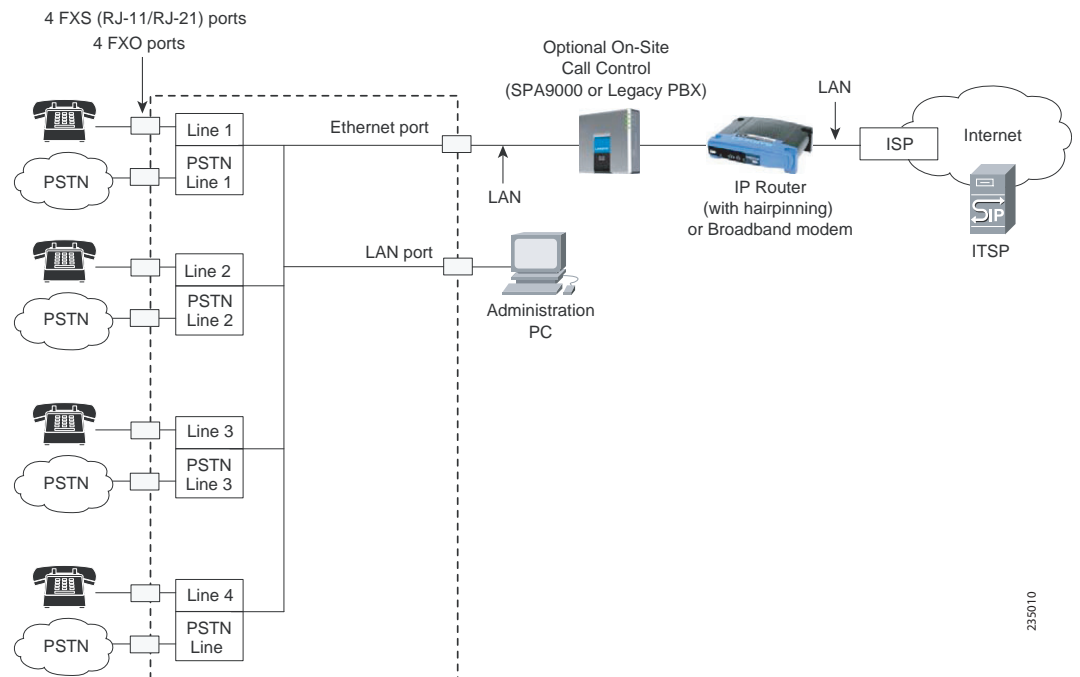 4 FXS (RJ-11/RJ-21) ports
4 FXO ports
Optional On-Site
Call Control
(SPA9000 or Legacy PBX)
LAN
Line 1
Ethernet port
ISP
Internet
PSTN
PSTN
Line 1
LAN
IP Router
(with hairpinning)
or Broadband modem
SIP
ITSP
Line 2
LAN port
PSTN
PSTN
Line 2
Administration
PC
Line 3
PSTN
PSTN
Line 3
Line 4
PSTN
PSTN
Line
235010